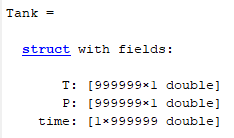 Tank =
struct with fields:
T: [999999×1 double]
P: [999999×1 double]
time: [1×999999 double]